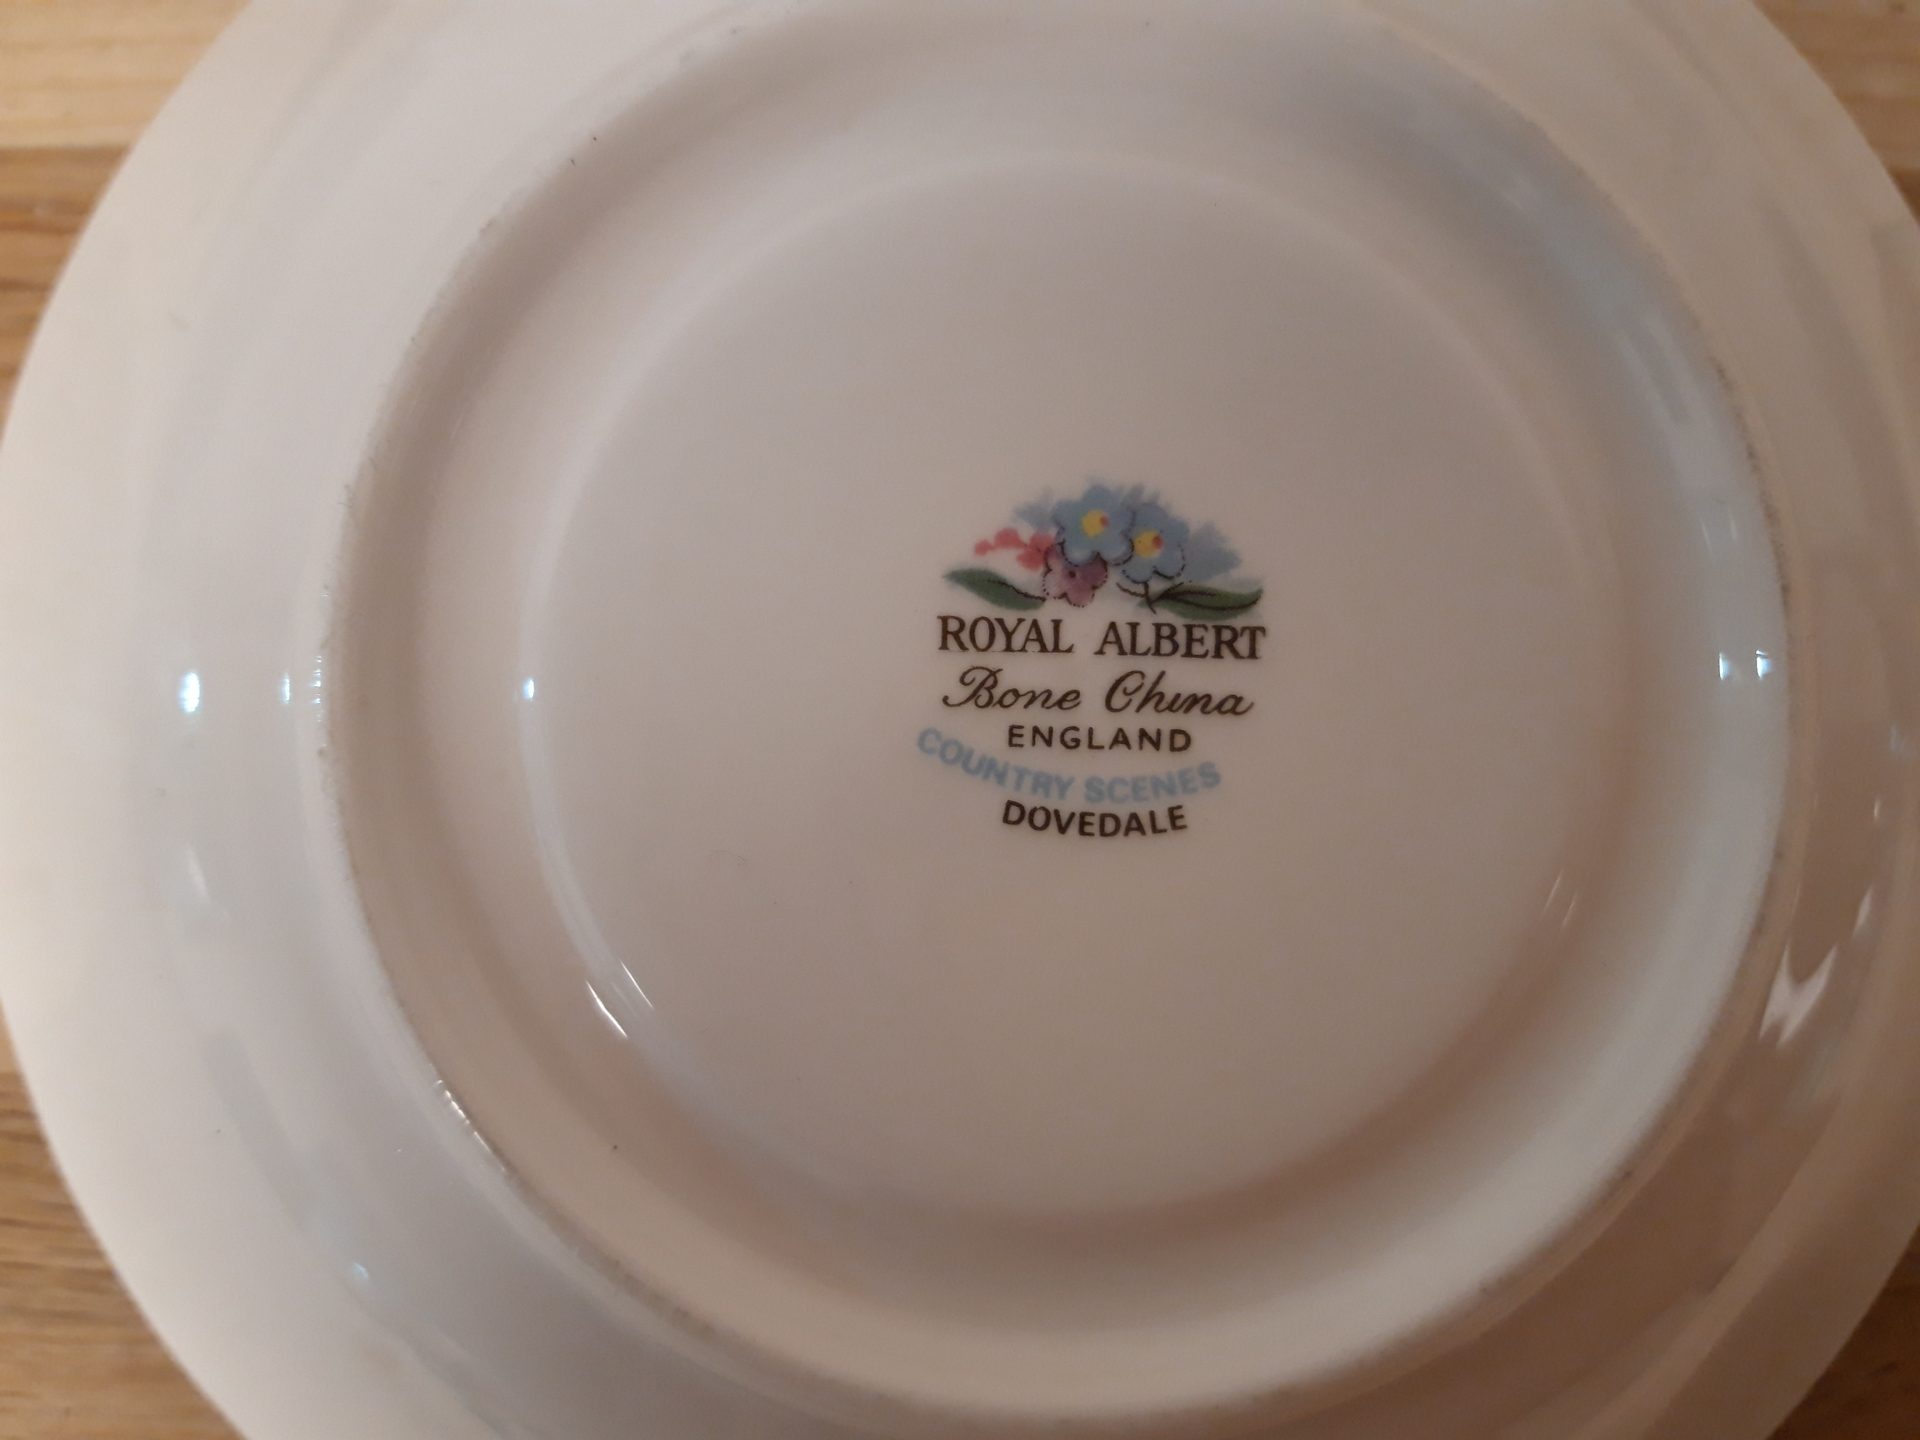 ROYAL ALBERT
Bone China
ENGLAND
COUNTRY SCENES
DOVEDALE